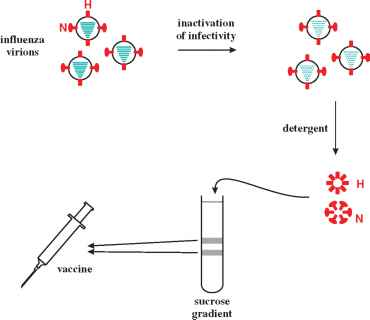 H
N
influenza
virions
inactivation
of infectivity
detergent
H
N
vaccine
sucrose
gradient